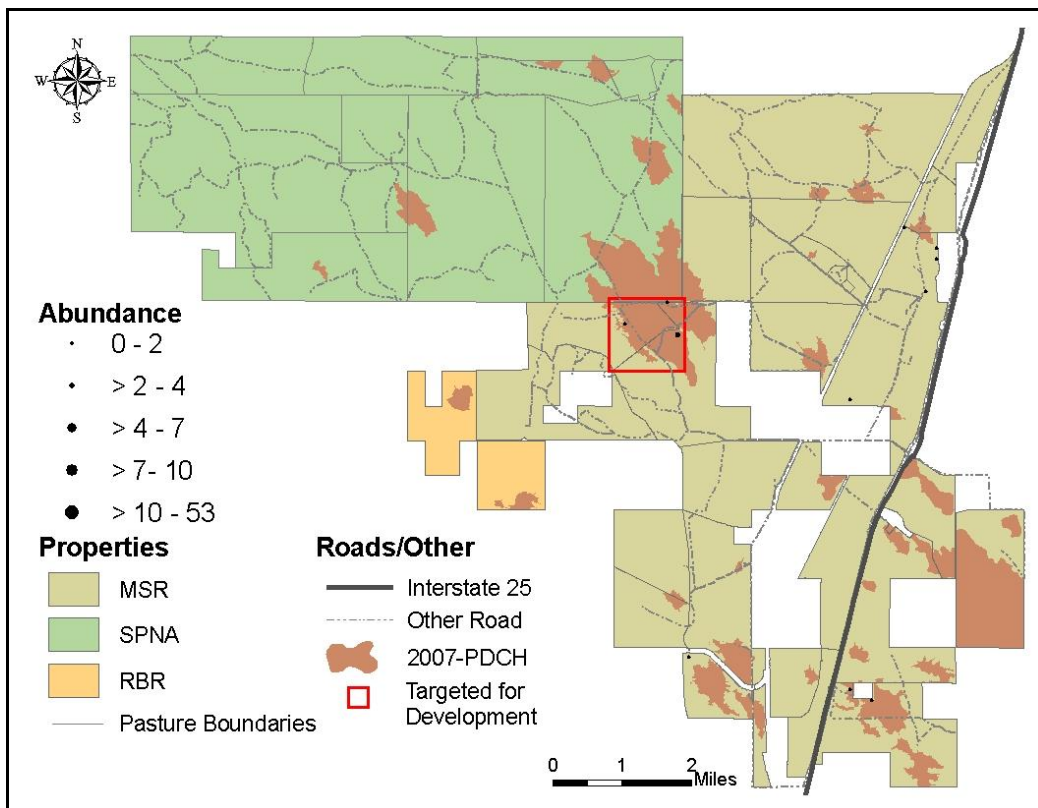 N
W E
S
Abundance
0 - 2
> 2 - 4
> 4 - 7
> 7- 10
> 10 - 53
Properties
MSR
SPNA
RBR
Pasture Boundaries
Roads/Other
Interstate 25
Other Road
2007-PDCH
Targeted for
Development
0 1 2
Miles